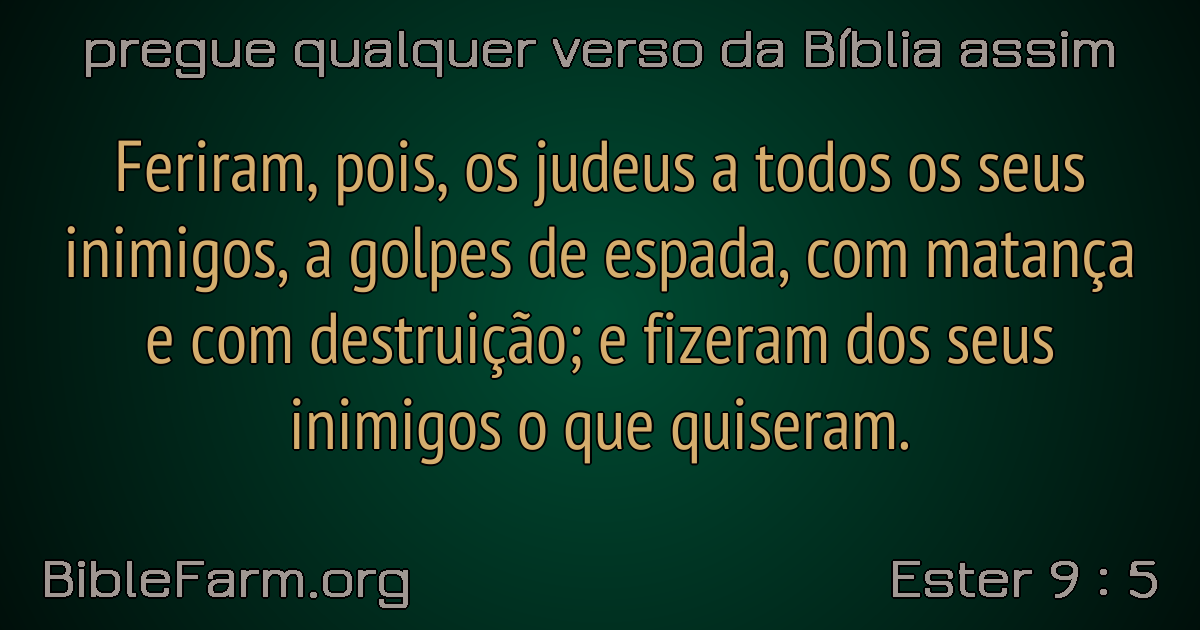 pregue qualquer verso da Bíblia assim
Feriram, pois, os judeus a todos os seus
inimigos, a golpes de espada, com matança
e com destruição; e fizeram dos seus
inimigos o que quiseram.
BibleFarm.org
Ester 9 : 5